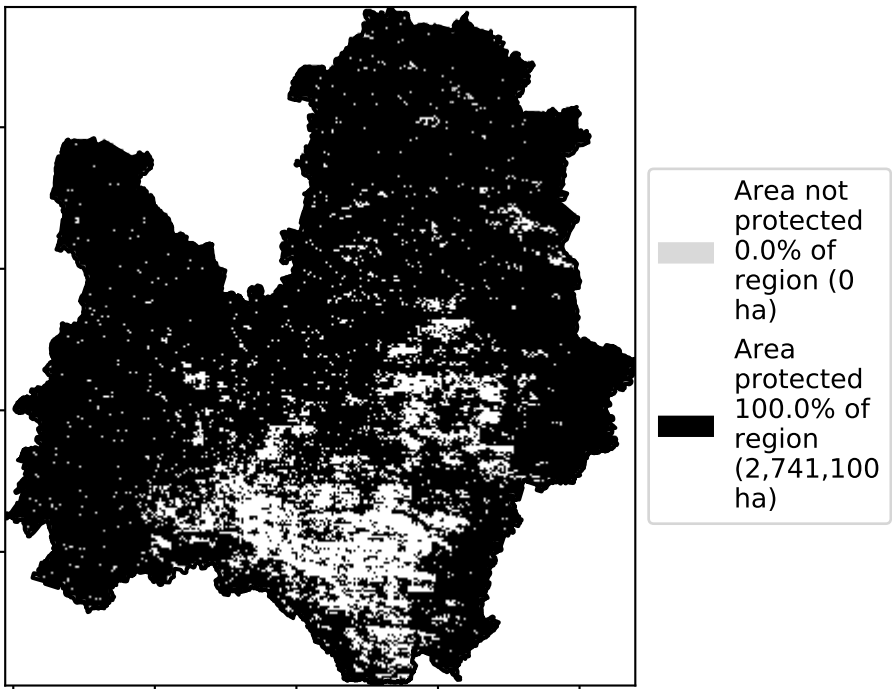 Area not
protected
0.0% of
region (0
ha)
Area
protected
100.0% of
region
(2,741,100
ha)